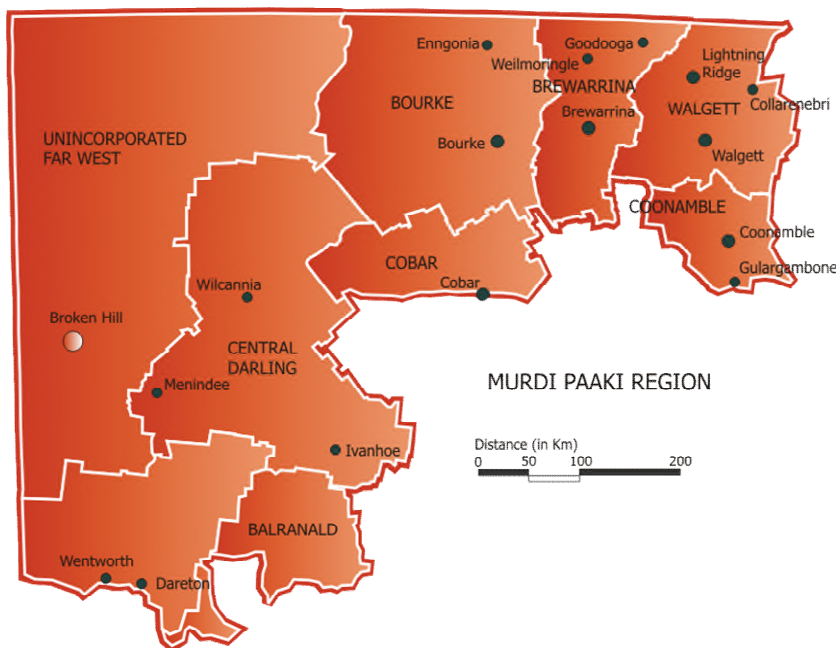 Enngonia
Goodooga
Weilmoringle
Lightning
Ridge
BREWARRINA
Collarenebri
BOURKE
WALGETT
Brewarrina
UNINCORPORATED
FAR WEST
Bourke
Walgett
COONAMBLE
Coonamble
COBAR
Gulargambone
Wilcannia
Cobar
Broken Hill
CENTRAL
DARLING
Menindee
MURDI PAAKI REGION
Ivanhoe
Distance (in Km)
0 50 100 200
BALRANALD
Wentworth
Dareton